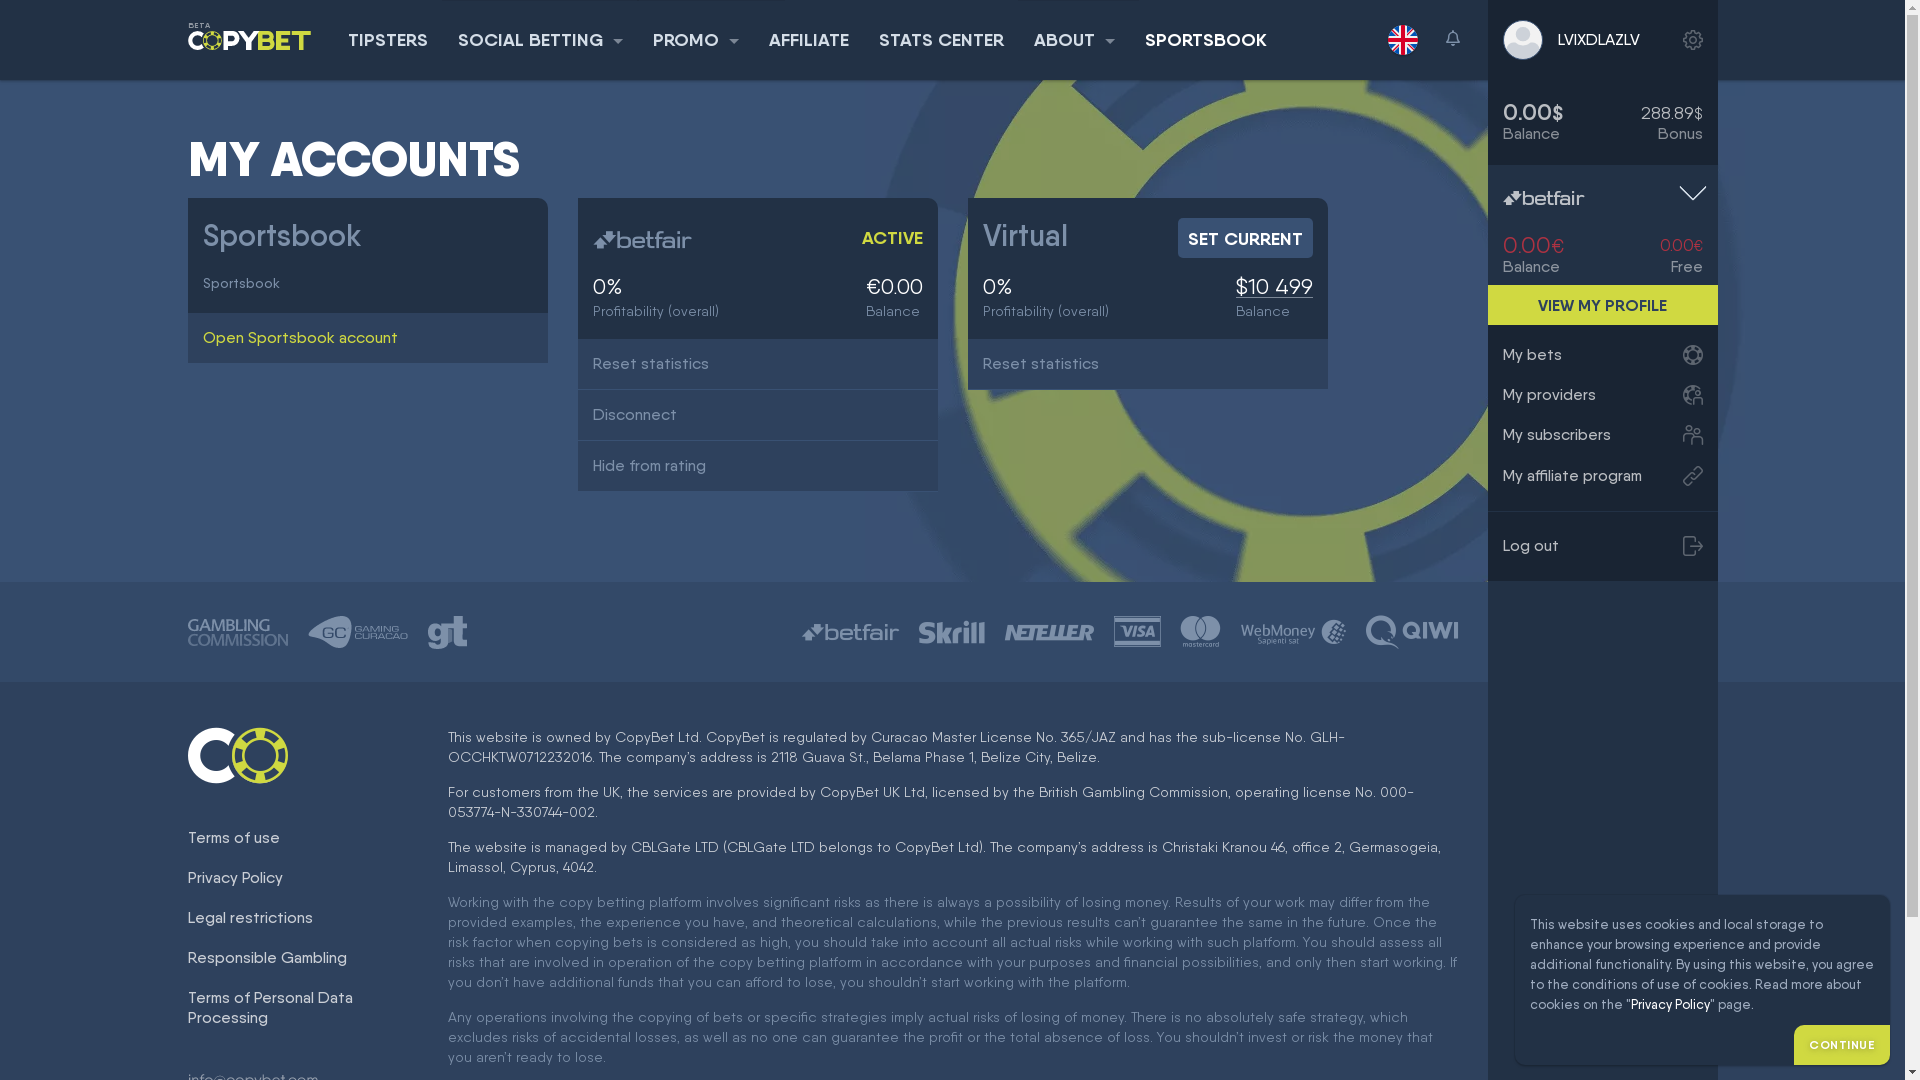 BETA
COPYBET
TIPSTERS
SOCIAL BETTING
PROMO
AFFILIATE
STATS CENTER
ABOUT
SPORTSBOOK
LVIXDLAZLV
0.00$
288.89$
Balance
Bonus
betfair
0.00€
0.00€
Balance
Free
VIEW MY PROFILE
My bets
My providers
My subscribers
My affiliate program
Log out
MY ACCOUNTS
Sportsbook
Sportsbook
Open Sportsbook account
betfair
ACTIVE
0%
€0.00
Profitability (overall)
Balance
Reset statistics
Disconnect
Hide from rating
Virtual
SET CURRENT
0%
$10 499
Profitability (overall)
Balance
Reset statistics
GAMBLING
COMMISSION
GC GAMING
CURACAO
gt
betfair
Skrill
NETELLER
VISA
mastercard
WebMoney
Sapienti sat
QIWI
CO
Terms of use
Privacy Policy
Legal restrictions
Responsible Gambling
Terms of Personal Data
Processing
info@copybet.com
This website is owned by CopyBet Ltd. CopyBet is regulated by Curacao Master License No. 365/JAZ and has the sub-license No. GLH-
OCCHKTW0712232016. The company's address is 2118 Guava St., Belama Phase 1, Belize City, Belize.
For customers from the UK, the services are provided by CopyBet UK Ltd, licensed by the British Gambling Commission, operating license No. 000-
053774-N-330744-002.
The website is managed by CBLGate LTD (CBLGate LTD belongs to CopyBet Ltd). The company's address is Christaki Kranou 46, office 2, Germasogeia,
Limassol, Cyprus, 4042.
Working with the copy betting platform involves significant risks as there is always a possibility of losing money. Results of your work may differ from the
provided examples, the experience you have, and theoretical calculations, while the previous results can't guarantee the same in the future. Once the
risk factor when copying bets is considered as high, you should take into account all actual risks while working with such platform. You should assess all
risks that are involved in operation of the copy betting platform in accordance with your purposes and financial possibilities, and only then start working. If
you don't have additional funds that you can afford to lose, you shouldn't start working with the platform.
Any operations involving the copying of bets or specific strategies imply actual risks of losing of money. There is no absolutely safe strategy, which
excludes risks of accidental losses, as well as no one can guarantee the profit or the total absence of loss. You shouldn't invest or risk the money that
you aren't ready to lose.
This website uses cookies and local storage to
enhance your browsing experience and provide
additional functionality. By using this website, you agree
to the conditions of use of cookies. Read more about
cookies on the "Privacy Policy" page.
CONTINUE